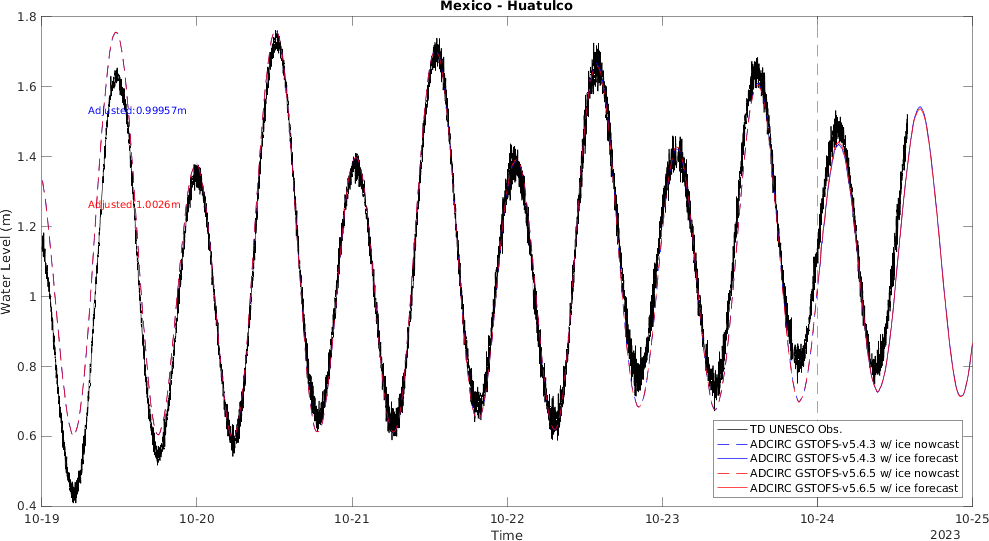 Mexico - Huatulco
1.8
1.6
1.4
1.2
1
0.8
0.6
0.4
Water Level (m)
Adjusted:0.99957m
Adjusted:1.0026m
TD UNESCO Obs.
ADCIRC GSTOFS-v5.4.3 w/ ice nowcast
ADCIRC GSTOFS-v5.4.3 w/ ice forecast
ADCIRC GSTOFS-v5.6.5 w/ ice nowcast
ADCIRC GSTOFS-v5.6.5 w/ ice forecast
10-19 10-20 10-21 10-22 10-23 10-24 10-25
Time
2023